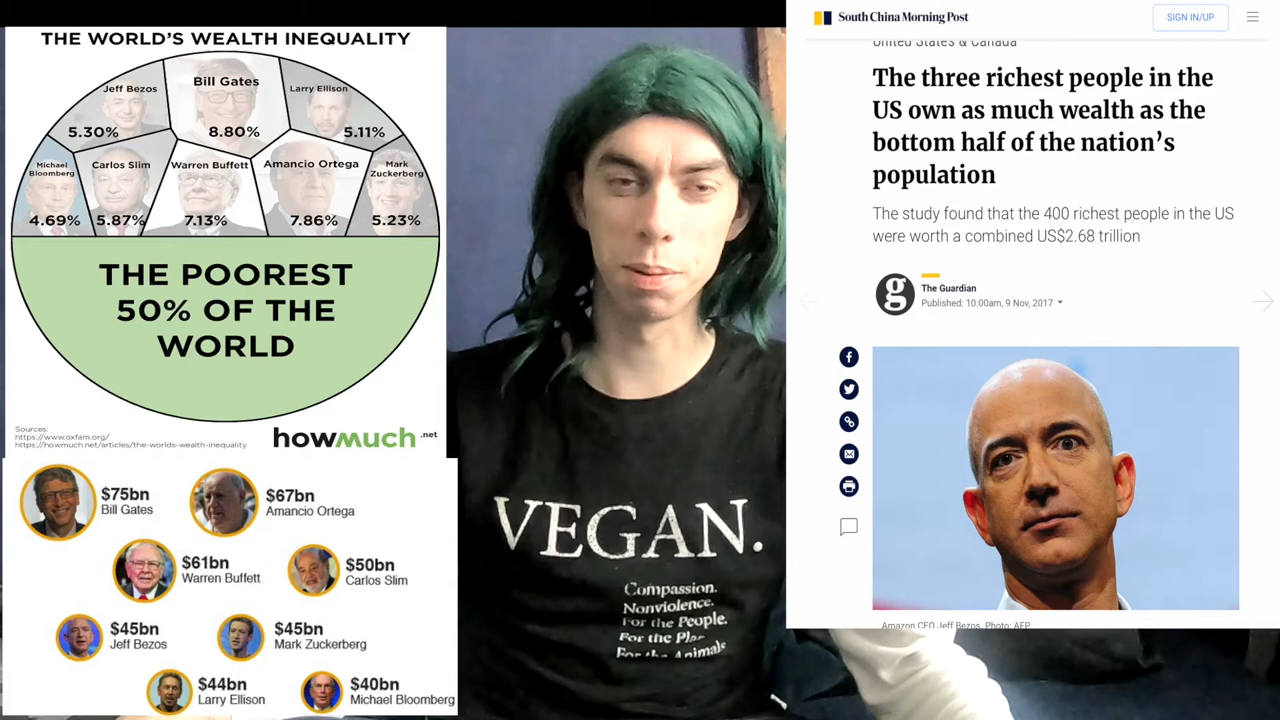 THE WORLD'S WEALTH INEQUALITY
Jeff Bezos
5.30%
Bill Gates
8.80%
Larry Ellison
5.11%
Michael
Bloomberg
4.69%
Carlos Slim
5.87%
Warren Buffett
7.13%
Amancio Ortega
7.86%
Mark
Zuckerberg
5.23%
THE POOREST
50% OF THE
WORLD
Sources:
https://www.oxfam.org/
https://howmuch.net/articles/the-worlds-wealth-inequality
howmuch.net
$75bn
Bill Gates
$67bn
Amancio Ortega
$61bn
Warren Buffett
$50bn
Carlos Slim
$45bn
Jeff Bezos
$45bn
Mark Zuckerberg
$44bn
Larry Ellison
$40bn
Michael Bloomberg
VEGAN.
Compassion.
Nonviolence.
For the People.
For the
For the Animals
South China Morning Post
SIGN IN/UP
United States & Canada
The three richest people in the
US own as much wealth as the
bottom half of the nation's
population
The study found that the 400 richest people in the US
were worth a combined US$2.68 trillion
g
The Guardian
Published: 10:00am, 9 Nov, 2017
Amazon CEO Jeff Bezos. Photo: AFP